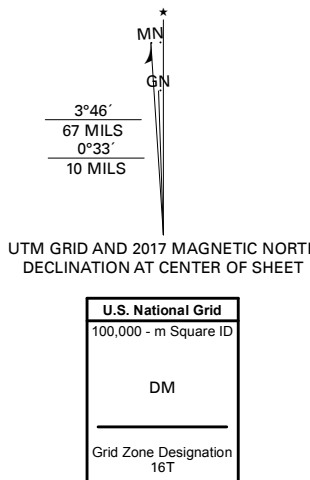 ★
MN
GN
3°46´
67 MILS
0°33´
10 MILS
UTM GRID AND 2017 MAGNETIC NORT
DECLINATION AT CENTER OF SHEET
U.S. National Grid
100,000 - m Square ID
DM
Grid Zone Designation
16T